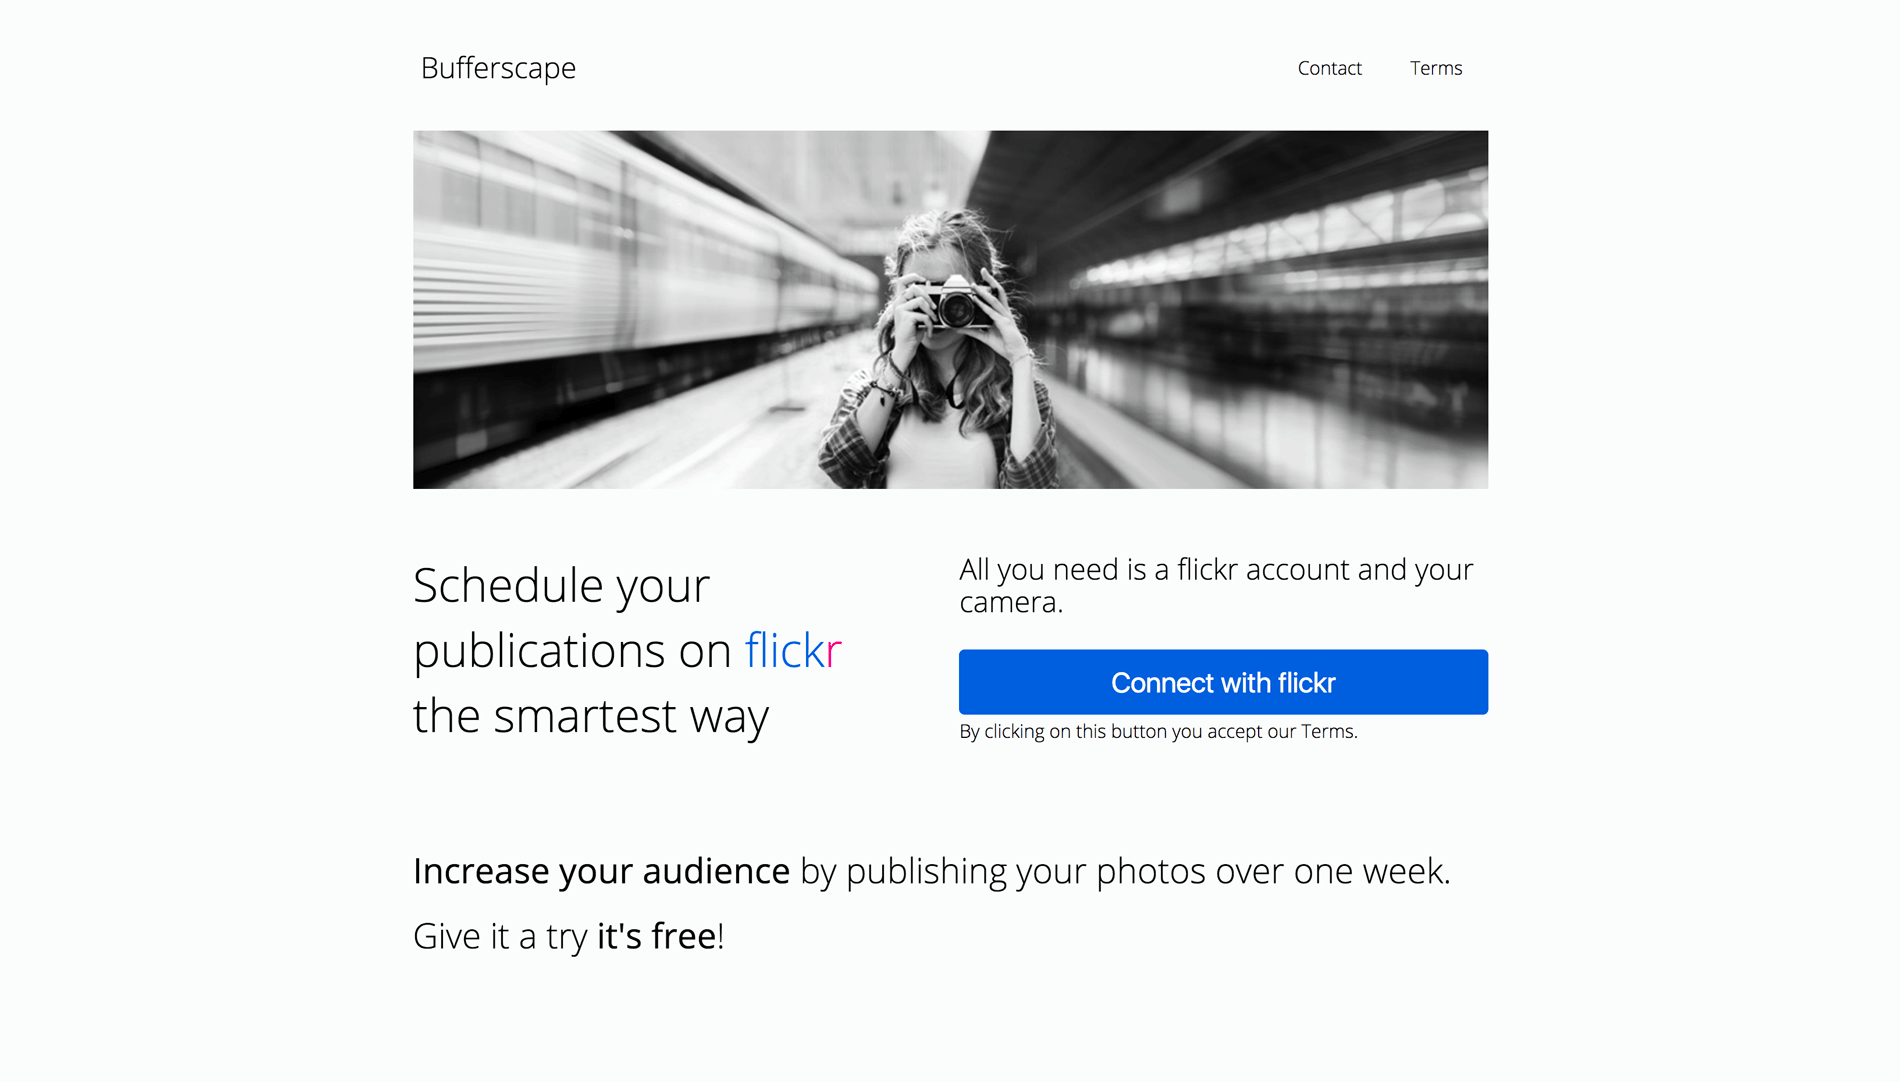 Bufferscape
Contact
Terms
Schedule your
publications on flickr
the smartest way
All you need is a flickr account and your
camera.
Connect with flickr
By clicking on this button you accept our Terms.
Increase your audience by publishing your photos over one week.
Give it a try it's free!